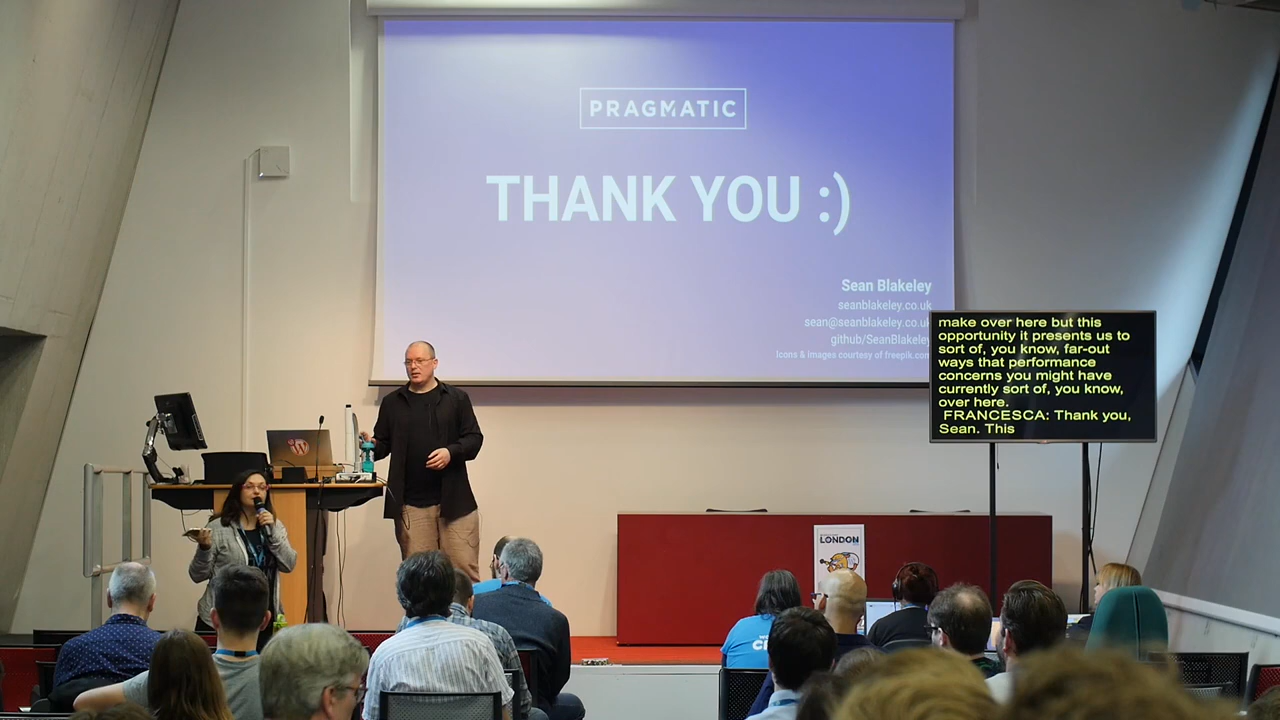 PRAGMATIC
THANK YOU :)
Sean Blakeley
seanblakeley.co.uk
sean@seanblakeley.co.uk
github/SeanBlakeley
Icons & images courtesy of freepik.com
make over here but this
opportunity it presents us to
sort of, you know, far-out
ways that performance
concerns you might have
currently sort of, you know,
over here.
FRANCESCA: Thank you,
Sean. This
LONDON